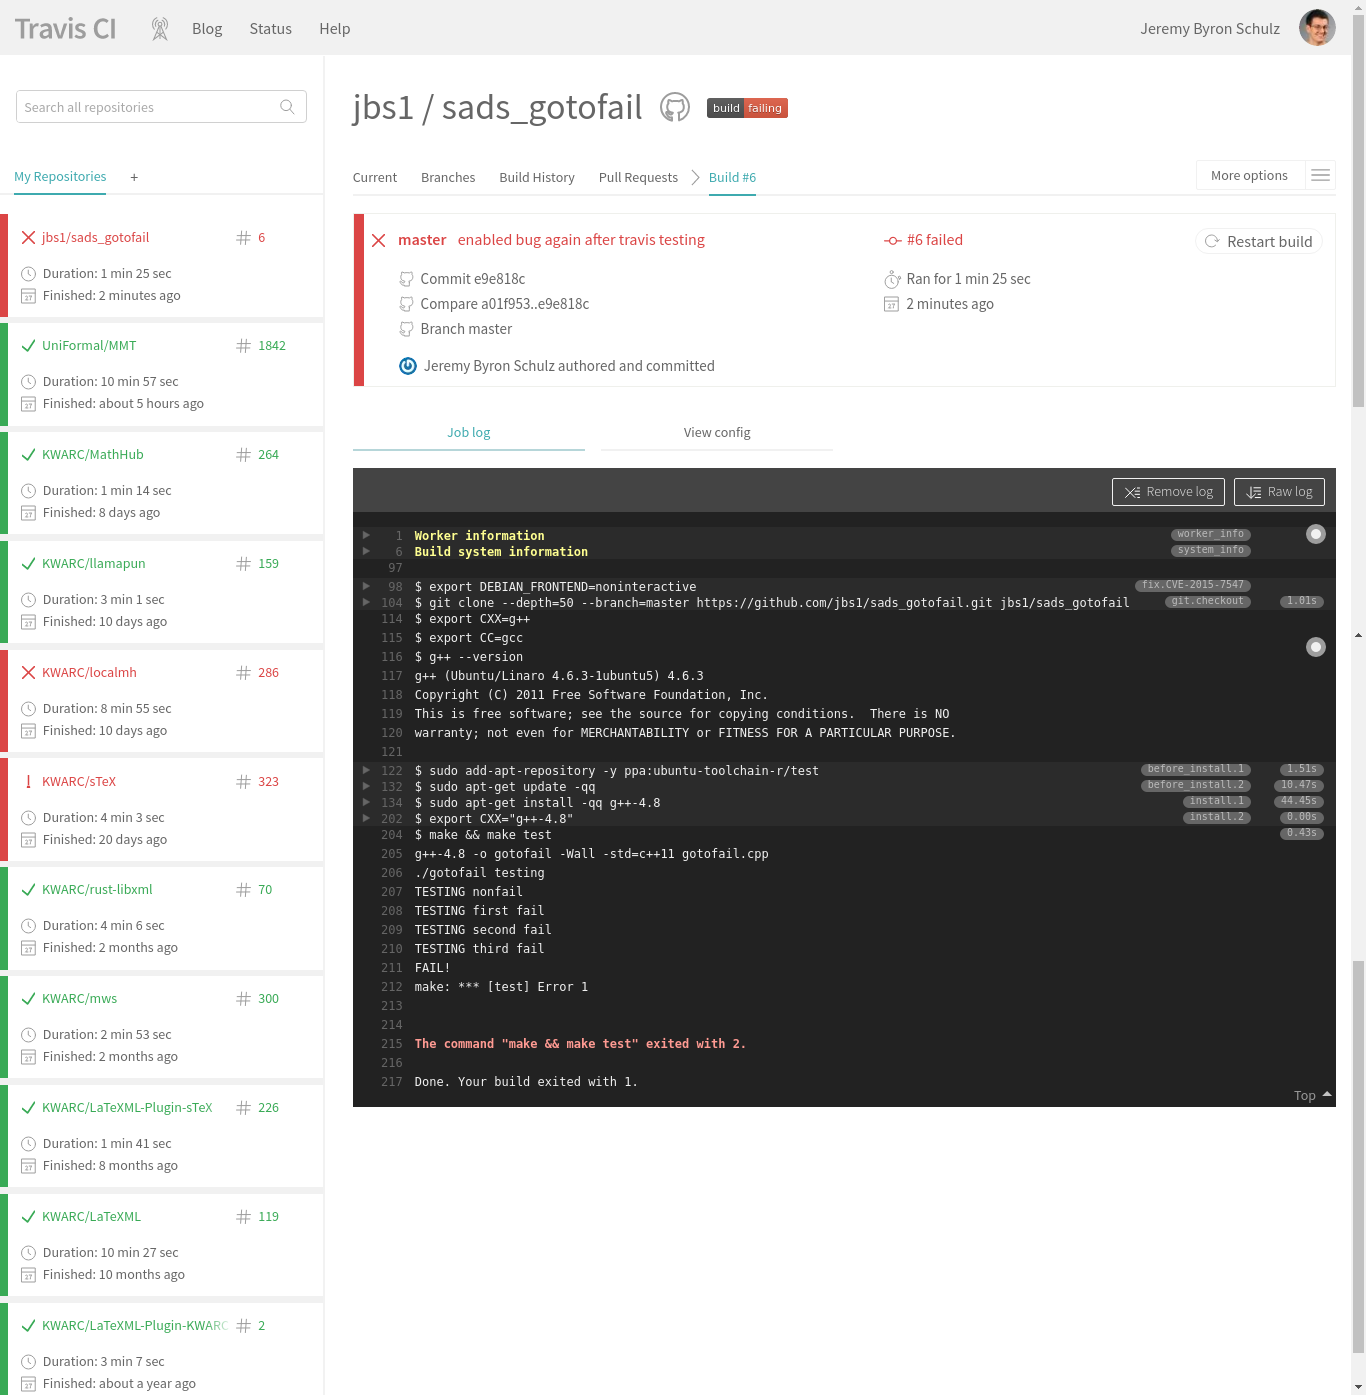 Travis CI Blog Status Help Jeremy Byron Schulz
Search all repositories
My Repositories +
jbs1/sads_gotofail # 6
Duration: 1 min 25 sec
Finished: 2 minutes ago
UniFormal/MMT # 1842
Duration: 10 min 57 sec
Finished: about 5 hours ago
KWARC/MathHub # 264
Duration: 1 min 14 sec
Finished: 8 days ago
KWARC/llamapun # 159
Duration: 3 min 1 sec
Finished: 10 days ago
KWARC/localmh # 286
Duration: 8 min 55 sec
Finished: 10 days ago
KWARC/sTeX # 323
Duration: 4 min 3 sec
Finished: 20 days ago
KWARC/rust-libxml # 70
Duration: 4 min 6 sec
Finished: 2 months ago
KWARC/mws # 300
Duration: 2 min 53 sec
Finished: 2 months ago
KWARC/LaTeXML-Plugin-sTeX # 226
Duration: 1 min 41 sec
Finished: 8 months ago
KWARC/LaTeXML # 119
Duration: 10 min 27 sec
Finished: 10 months ago
KWARC/LaTeXML-Plugin-KWARC # 2
Duration: 3 min 7 sec
Finished: about a year ago
jbs1 / sads_gotofail build failing
Current Branches Build History Pull Requests Build #6 More options
master enabled bug again after travis testing
Commit e9e818c
Compare a01f953..e9e818c
Branch master
Jeremy Byron Schulz authored and committed
#6 failed
Ran for 1 min 25 sec
2 minutes ago
Restart build
Job log View config
Remove log Raw log
1 Worker information worker_info
6 Build system information system_info
97
98 $ export DEBIAN_FRONTEND=noninteractive fix.CVE-2015-7547
104 $ git clone --depth=50 --branch=master https://github.com/jbs1/sads_gotofail.git jbs1/sads_gotofail git.checkout 1.01s
114 $ export CXX=g++
115 $ export CC=gcc
116 $ g++ --version
117 g++ (Ubuntu/Linaro 4.6.3-1ubuntu5) 4.6.3
118 Copyright (C) 2011 Free Software Foundation, Inc.
119 This is free software; see the source for copying conditions.  There is NO
120 warranty; not even for MERCHANTABILITY or FITNESS FOR A PARTICULAR PURPOSE.
121
122 $ sudo add-apt-repository -y ppa:ubuntu-toolchain-r/test before_install.1 1.51s
132 $ sudo apt-get update -qq before_install.2 10.47s
134 $ sudo apt-get install -qq g++-4.8 install.1 44.45s
202 $ export CXX="g++-4.8" install.2 0.00s
204 $ make && make test 0.43s
205 g++-4.8 -o gotofail -Wall -std=c++11 gotofail.cpp
206 ./gotofail testing
207 TESTING nonfail
208 TESTING first fail
209 TESTING second fail
210 TESTING third fail
211 FAIL!
212 make: *** [test] Error 1
213
214
215 The command "make && make test" exited with 2.
216
217 Done. Your build exited with 1.
Top